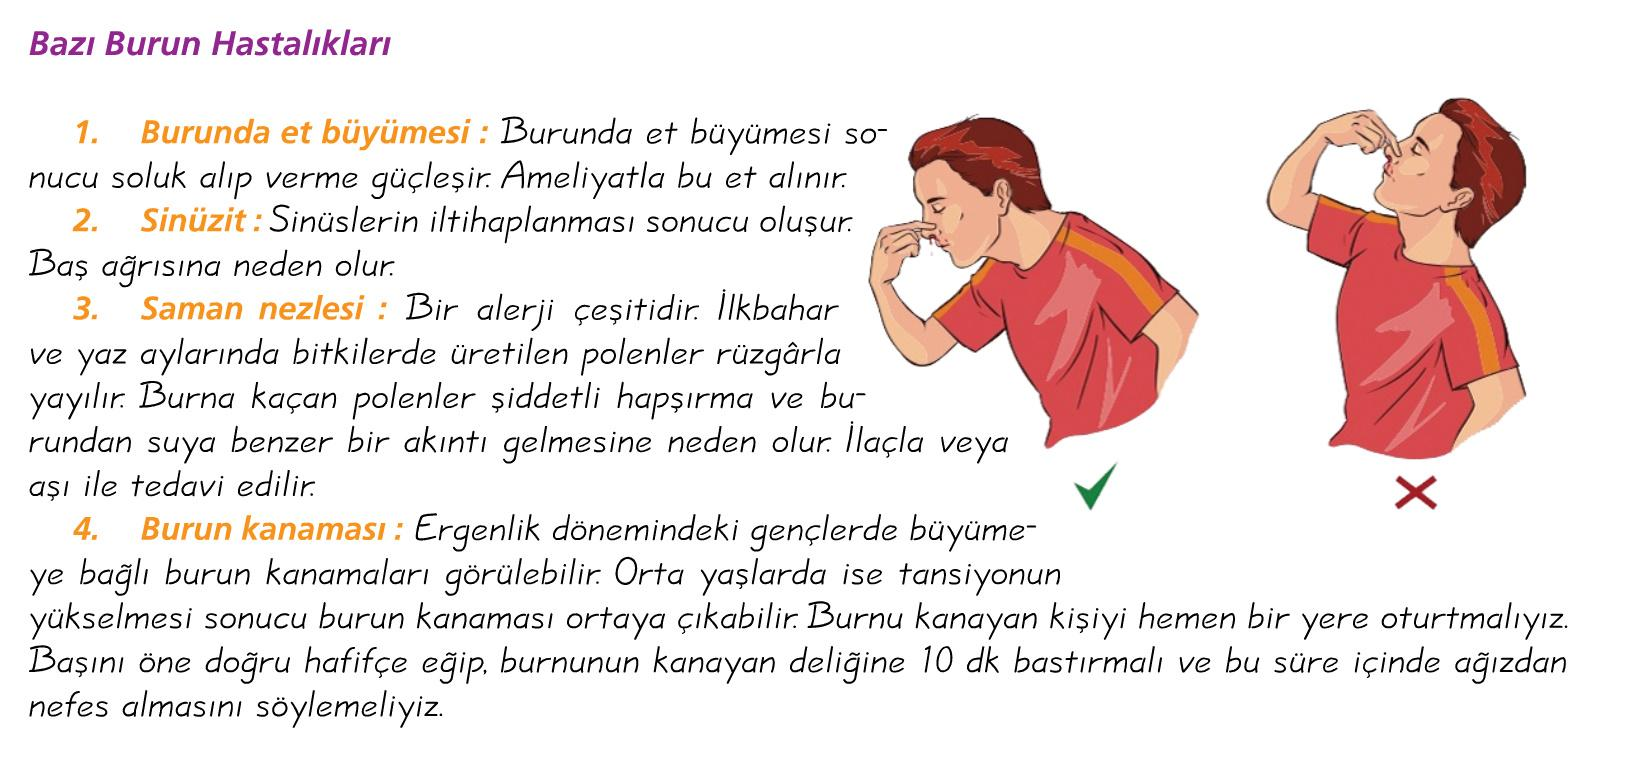 Bazı Burun Hastalıkları
1. Burunda et büyümesi : Burunda et büyümesi so-
nucu soluk alıp verme güçleşir. Ameliyatla bu et alınır.
2. Sinüzit : Sinüslerin iltihaplanması sonucu oluşur.
Baş ağrısına neden olur.
3. Saman nezlesi : Bir alerji çeşitidir. İlkbahar
ve yaz aylarında bitkilerde üretilen polenler rüzgârla
yayılır. Burna kaçan polenler şiddetli hapşırma ve bu-
rundan suya benzer bir akıntı gelmesine neden olur. İlaçla veya
aşı ile tedavi edilir.
4. Burun kanaması : Ergenlik dönemindeki gençlerde büyüme-
ye bağlı burun kanamaları görülebilir. Orta yaşlarda ise tansiyonun
yükselmesi sonucu burun kanaması ortaya çıkabilir. Burnu kanayan kişiyi hemen bir yere oturtmalıyız.
Başını öne doğru hafifçe eğip, burnunun kanayan deliğine 10 dk bastırmalı ve bu süre içinde ağızdan
nefes almasını söylemeliyiz.